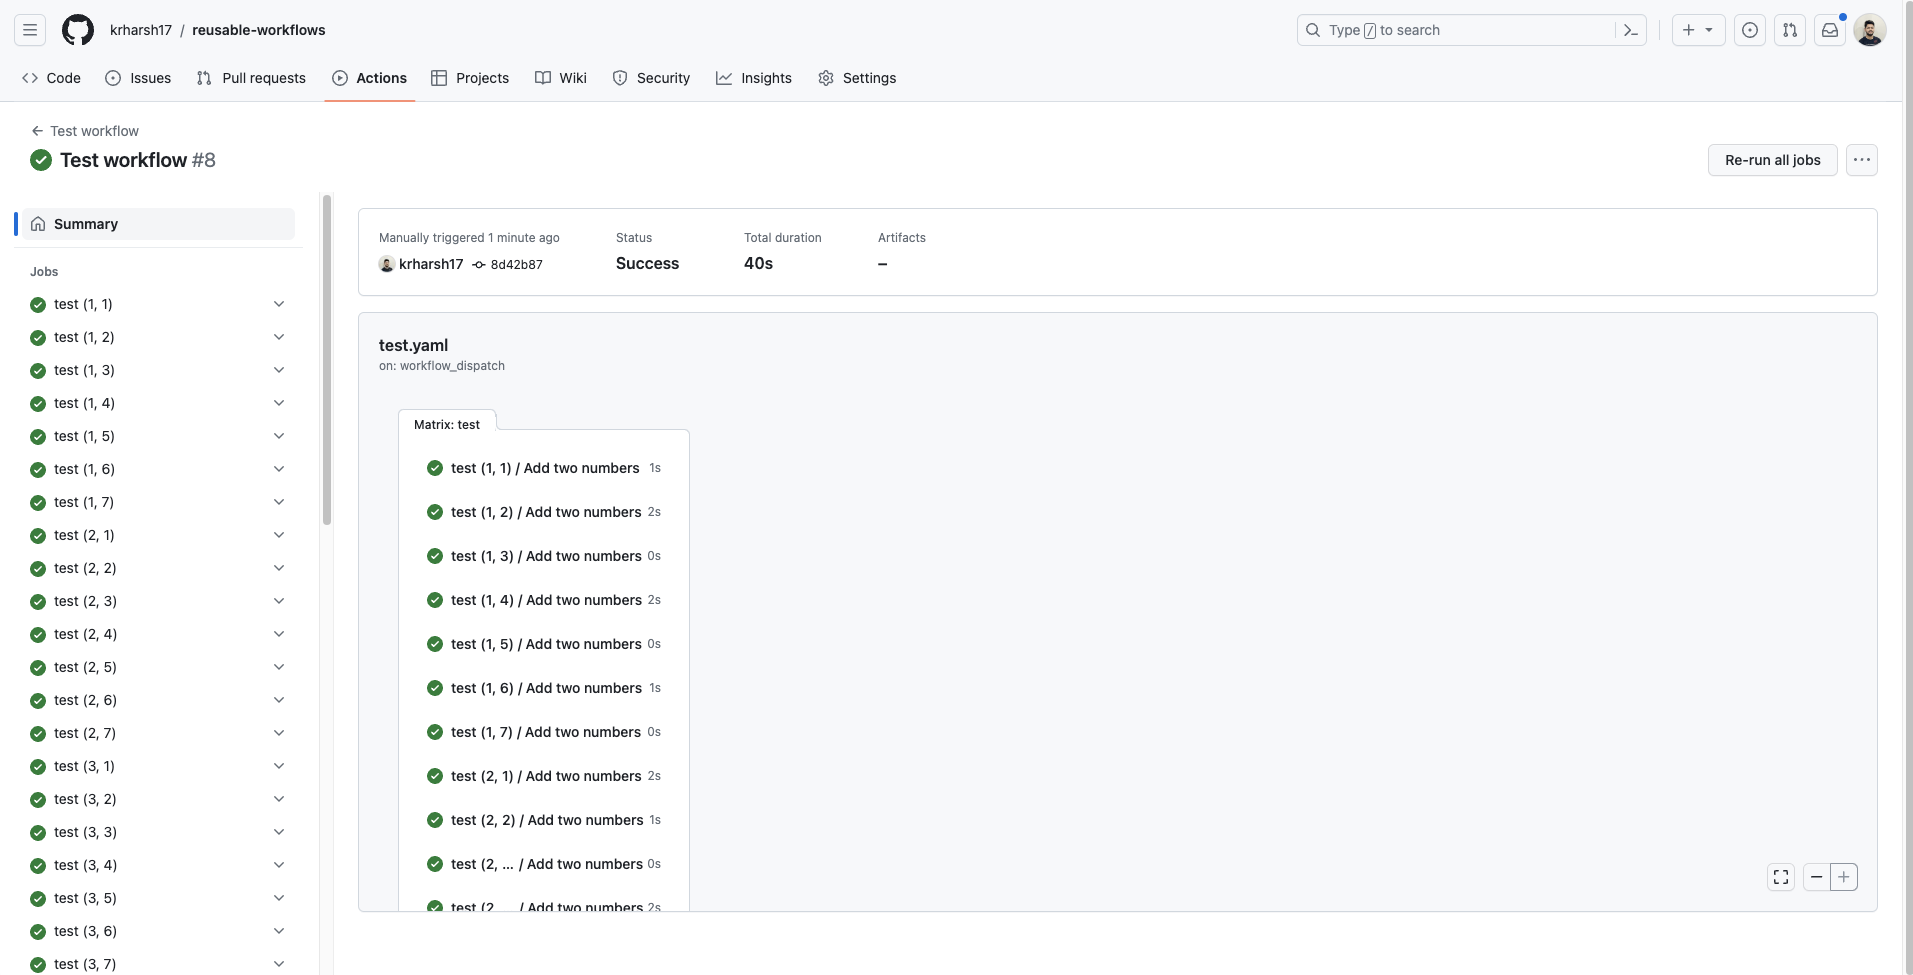 krharsh17 / reusable-workflows
Type / to search
Code Issues Pull requests Actions Projects Wiki Security Insights Settings
Test workflow
Test workflow #8
Re-run all jobs
Summary
Jobs
test (1, 1)
test (1, 2)
test (1, 3)
test (1, 4)
test (1, 5)
test (1, 6)
test (1, 7)
test (2, 1)
test (2, 2)
test (2, 3)
test (2, 4)
test (2, 5)
test (2, 6)
test (2, 7)
test (3, 1)
test (3, 2)
test (3, 3)
test (3, 4)
test (3, 5)
test (3, 6)
test (3, 7)
Manually triggered 1 minute ago
krharsh17 8d42b87
Status
Success
Total duration
40s
Artifacts
–
test.yaml
on: workflow_dispatch
Matrix: test
test (1, 1) / Add two numbers 1s
test (1, 2) / Add two numbers 2s
test (1, 3) / Add two numbers 0s
test (1, 4) / Add two numbers 2s
test (1, 5) / Add two numbers 0s
test (1, 6) / Add two numbers 1s
test (1, 7) / Add two numbers 0s
test (2, 1) / Add two numbers 2s
test (2, 2) / Add two numbers 1s
test (2, ... / Add two numbers 0s
test (2, ... / Add two numbers 2s